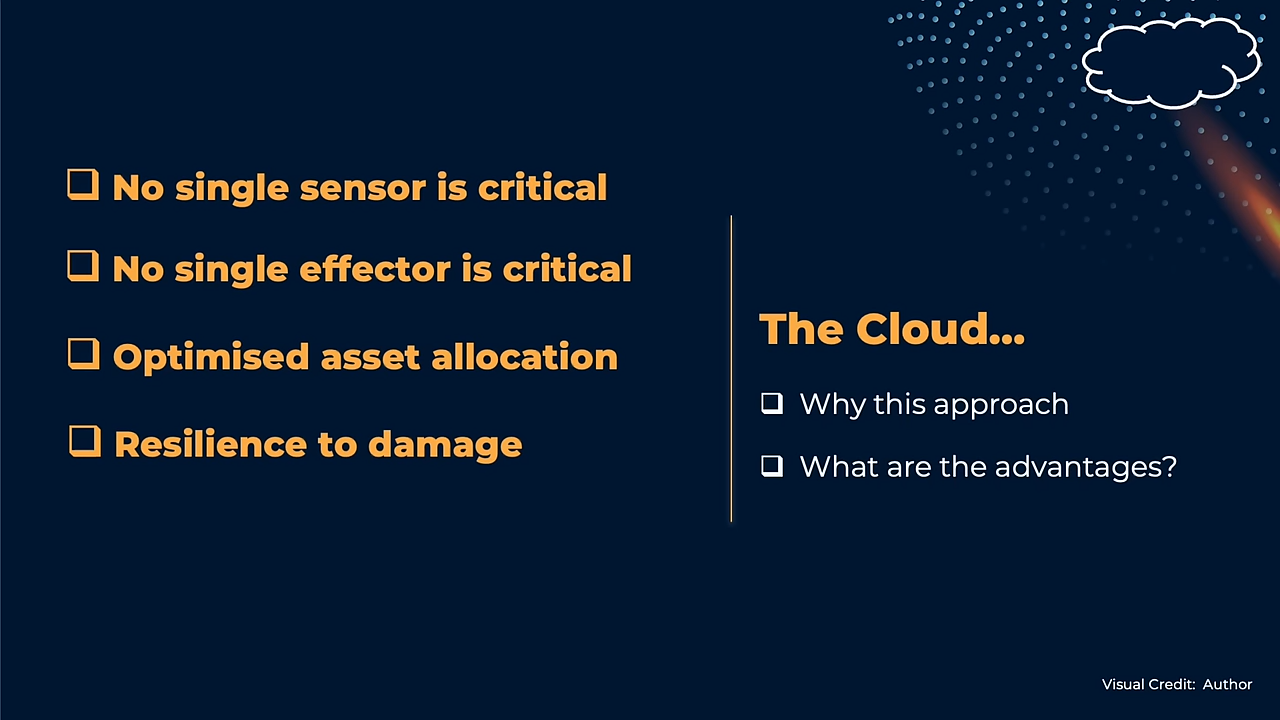 ❑ No single sensor is critical
❑ No single effector is critical
❑ Optimised asset allocation
❑ Resilience to damage
The Cloud...
❑ Why this approach
❑ What are the advantages?
Visual Credit: Author